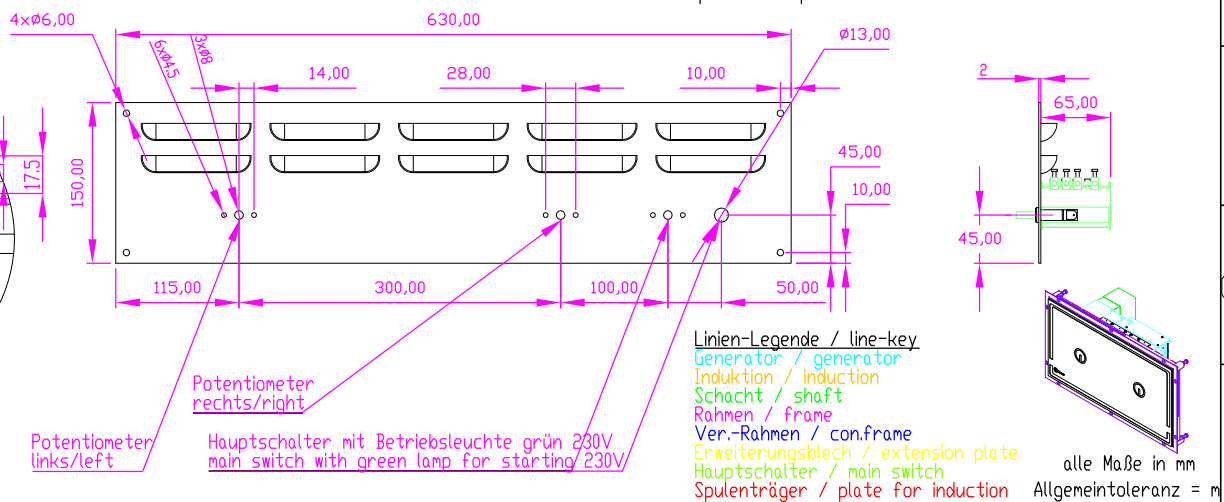 4xø6,00
630,00
ø13,00
6xø4.5
3xø8
14,00
28,00
10,00
2
65,00
17.5
150,00
45,00
10,00
45,00
115,00
300,00
100,00
50,00
Linien-Legende / line-key
Generator / generator
Induktion / induction
Schacht / shaft
Rahmen / frame
Ver.-Rahmen / con.frame
Erweiterungsblech / extension plate
Hauptschalter / main switch
Spulenträger / plate for induction
Potentiometer
rechts/right
Potentiometer
links/left
Hauptschalter mit Betriebsleuchte grün 230V
main switch with green lamp for starting 230V
alle Maße in mm
Allgemeintoleranz = m